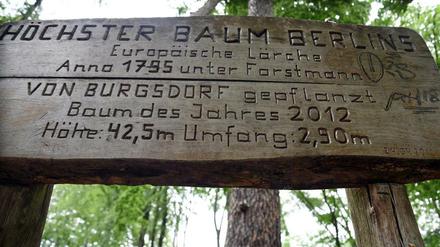 HÖCHSTER BAUM BERLINS
Europäische Lärche
Anno 1795 unter Forstmann
VON BURGSDORF gepflanzt
Baum des Jahres 2012
Höhe: 42,5m Umfang: 2,90m